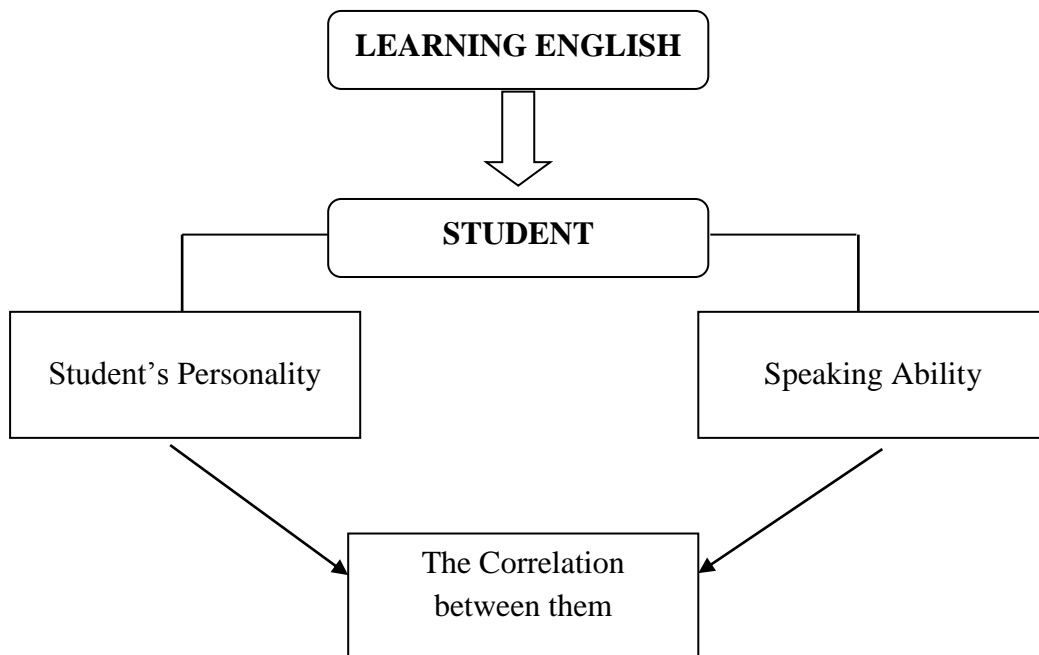 LEARNING ENGLISH
STUDENT
Student’s Personality
Speaking Ability
The Correlation
between them